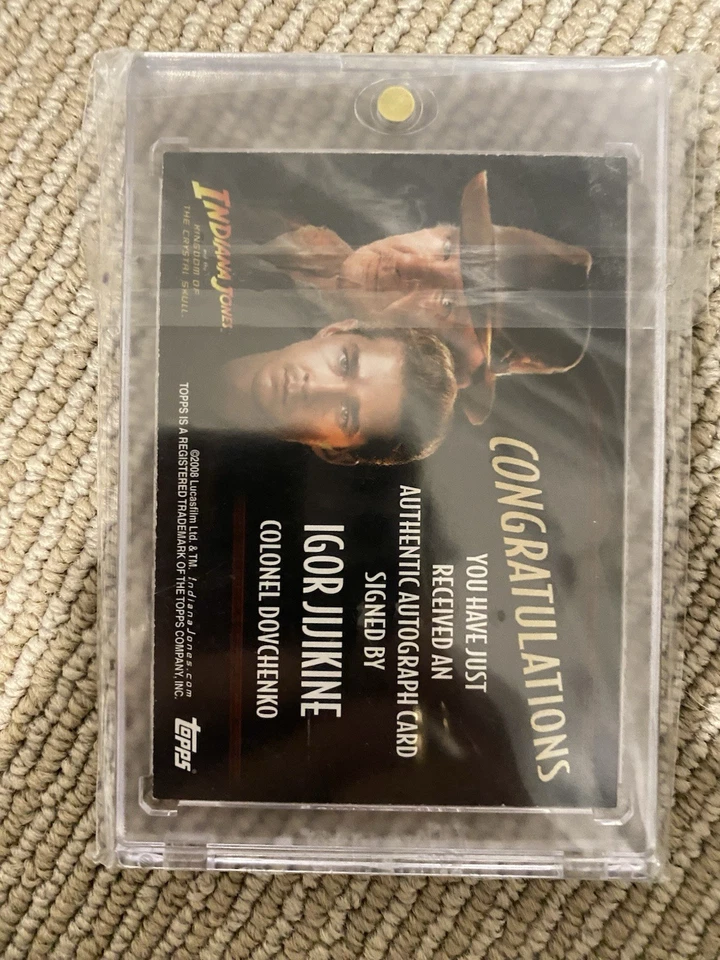 CONGRATULATIONS
YOU HAVE JUST
RECEIVED AN
AUTHENTIC AUTOGRAPH CARD
SIGNED BY
IGOR JIJIKINE
COLONEL DOVCHENKO
INDIANA JONES
and the
KINGDOM OF
THE CRYSTAL SKULL
©2008 Lucasfilm Ltd. & TM. IndianaJones.com
TOPPS IS A REGISTERED TRADEMARK OF THE TOPPS COMPANY, INC.
topps